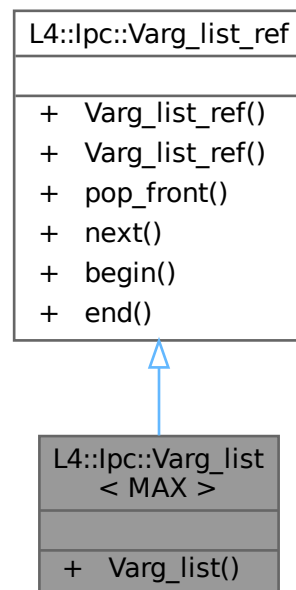 L4::Ipc::Varg_list_ref
+ Varg_list_ref()
+ Varg_list_ref()
+ pop_front()
+ next()
+ begin()
+ end()
L4::Ipc::Varg_list
< MAX >
+ Varg_list()